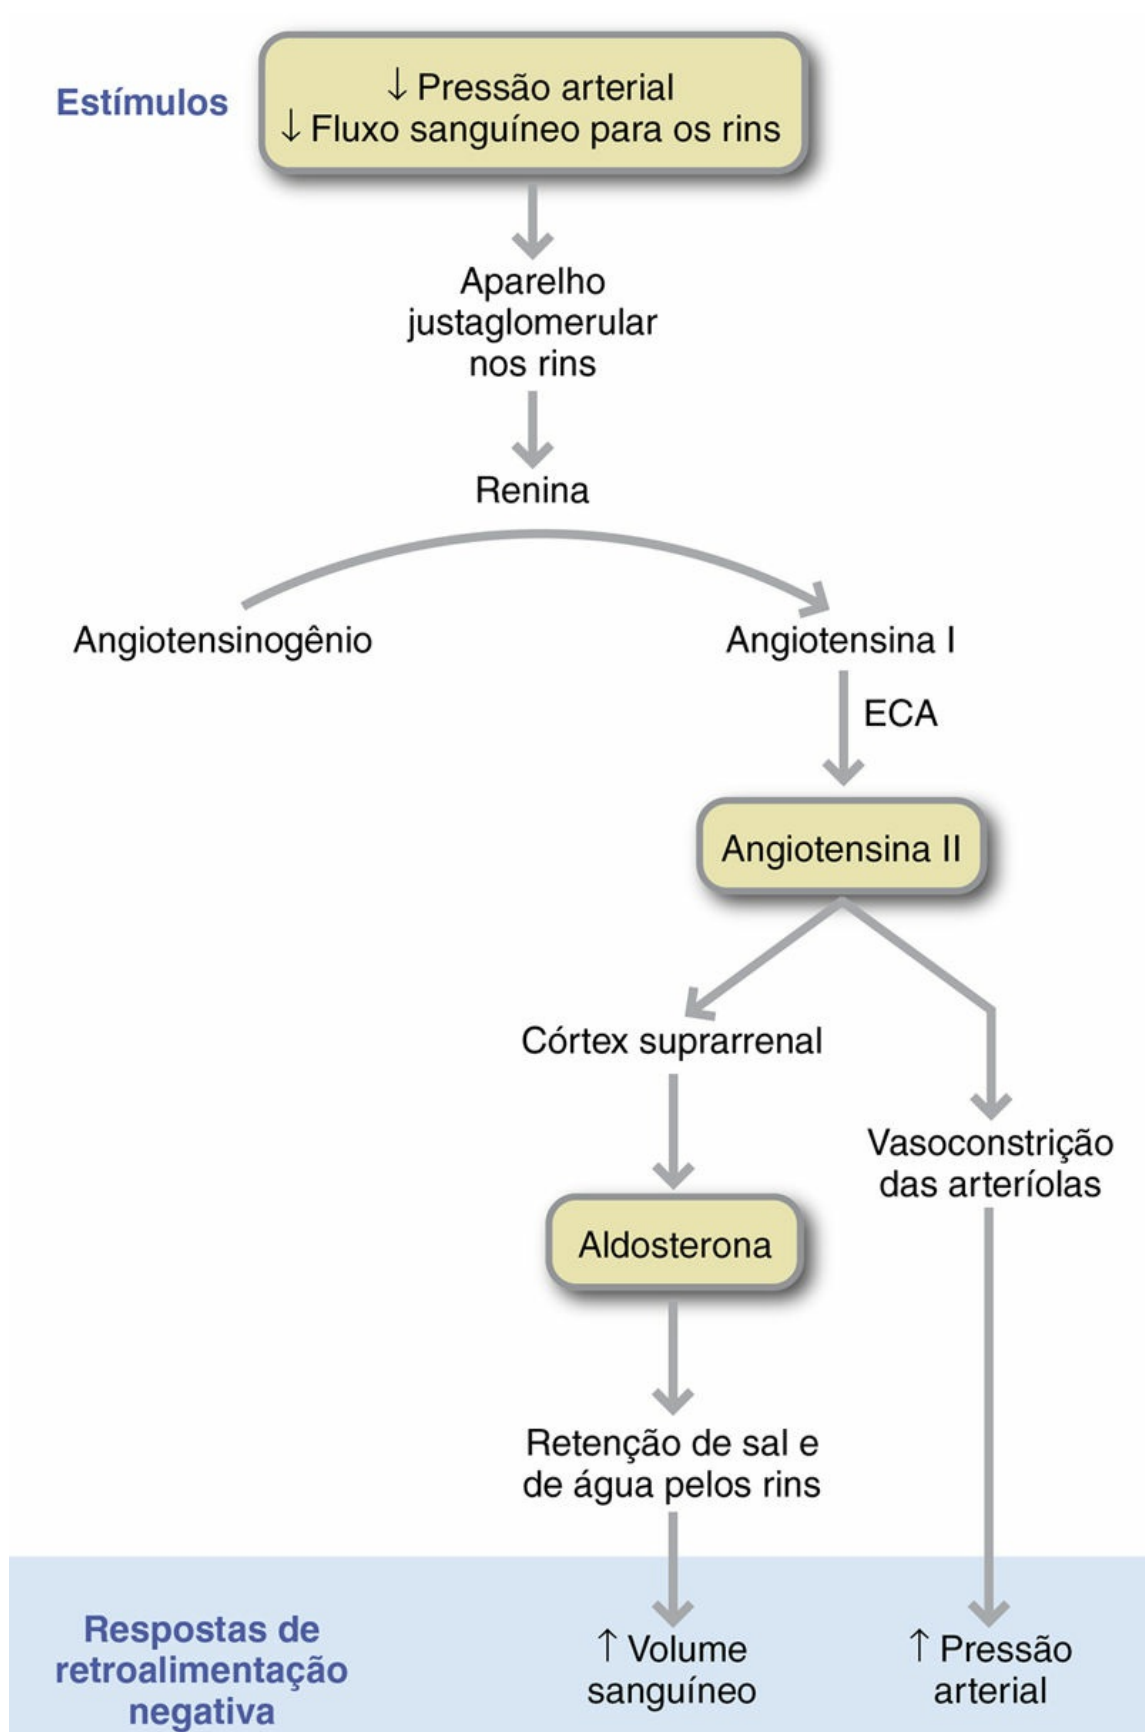 Estímulos
↓ Pressão arterial
↓ Fluxo sanguíneo para os rins
Aparelho
justaglomerular
nos rins
Renina
Angiotensinogênio
Angiotensina I
ECA
Angiotensina II
Córtex suprarrenal
Vasoconstrição
das arteríolas
Aldosterona
Retenção de sal e
de água pelos rins
Respostas de
retroalimentação
negativa
↑ Volume
sanguíneo
↑ Pressão
arterial